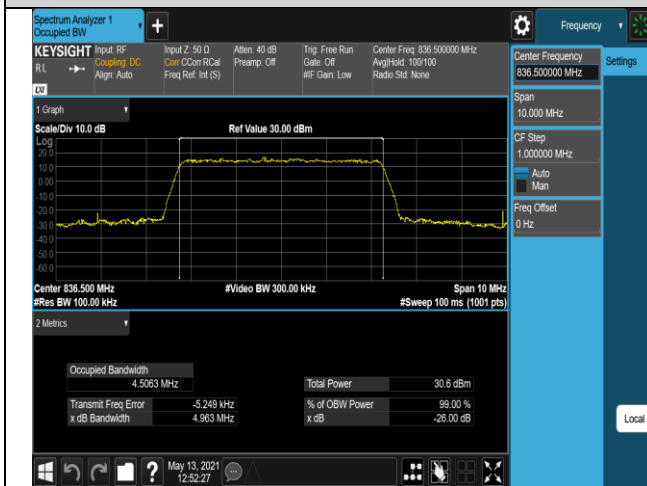 Spectrum Analyzer 1
Occupied BW
Frequency
KEYSIGHT
RL
LXI
Input: RF
Coupling: DC
Align: Auto
Input Z: 50 Ω
Corr CCorr RCal
Freq Ref: Int (S)
Atten: 40 dB
Preamp: Off
Trig: Free Run
Gate: Off
#IF Gain: Low
Center Freq: 836.500000 MHz
Avg|Hold: 100/100
Radio Std: None
Center Frequency
836.500000 MHz
Settings
Span
10.000 MHz
CF Step
1.000000 MHz
Auto
Man
Freq Offset
0 Hz
1 Graph
Scale/Div 10.0 dB
Ref Value 30.00 dBm
Log
20.0
10.0
0.00
-10.0
-20.0
-30.0
-40.0
-50.0
-60.0
Center 836.500 MHz
#Video BW 300.00 kHz
Span 10 MHz
#Res BW 100.00 kHz
#Sweep 100 ms (1001 pts)
2 Metrics
Occupied Bandwidth
4.5063 MHz
Total Power
30.6 dBm
Transmit Freq Error
-5.249 kHz
% of OBW Power
99.00 %
x dB Bandwidth
4.963 MHz
x dB
-26.00 dB
Local
?
May 13, 2021
12:52:27